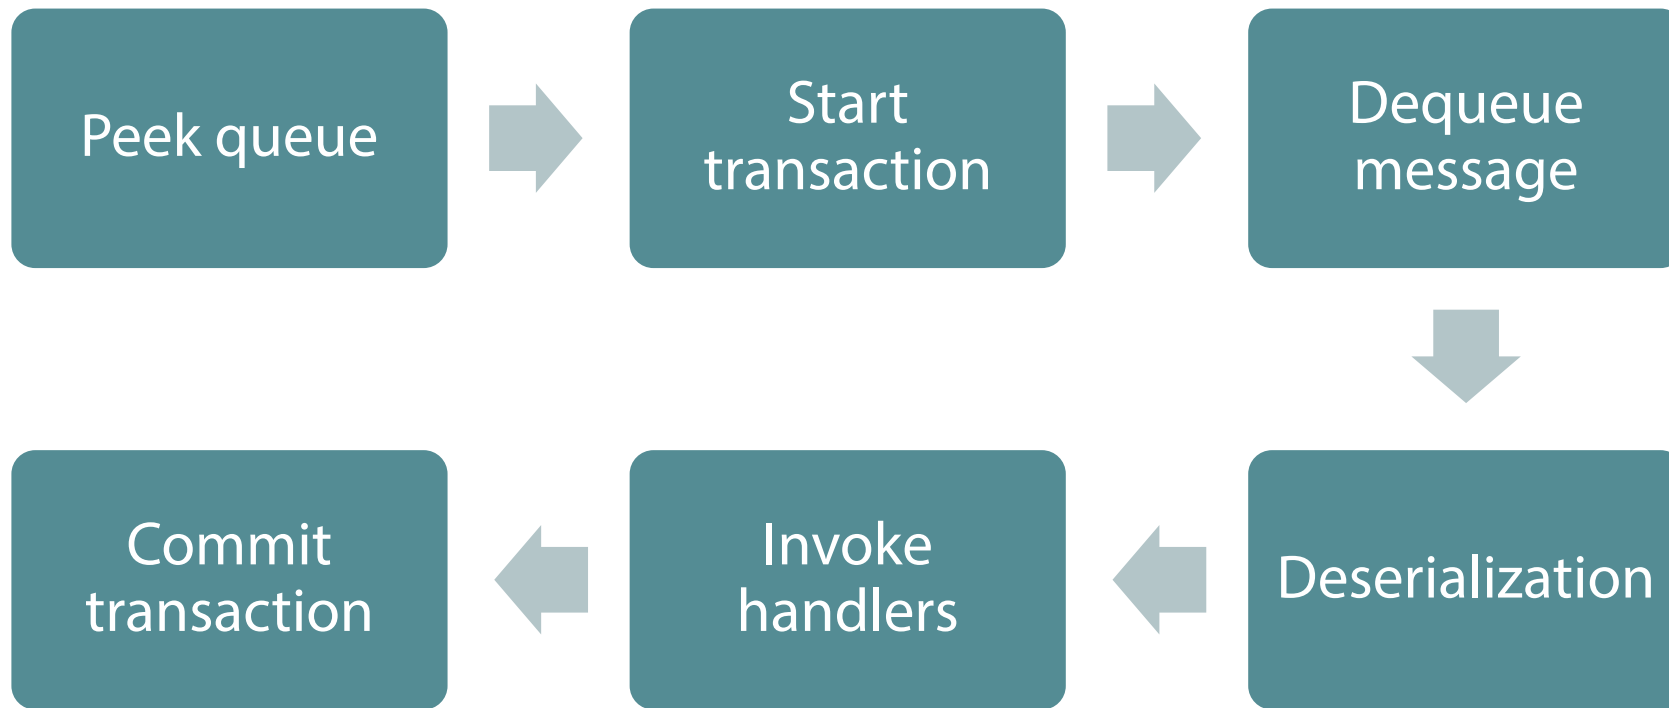 Peek queue
Start
transaction
Dequeue
message
Deserialization
Invoke
handlers
Commit
transaction